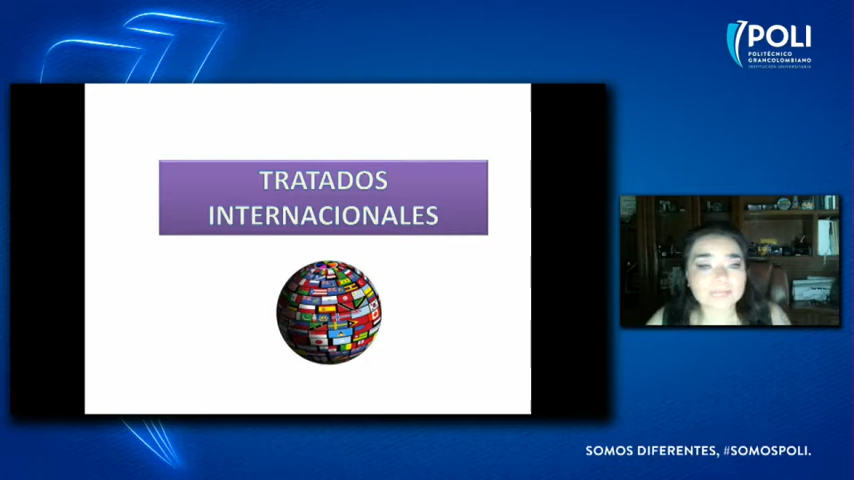 POLI
POLITÉCNICO
GRANCOLOMBIANO
INSTITUCIÓN UNIVERSITARIA
TRATADOS
INTERNACIONALES
SOMOS DIFERENTES, #SOMOSPOLI.